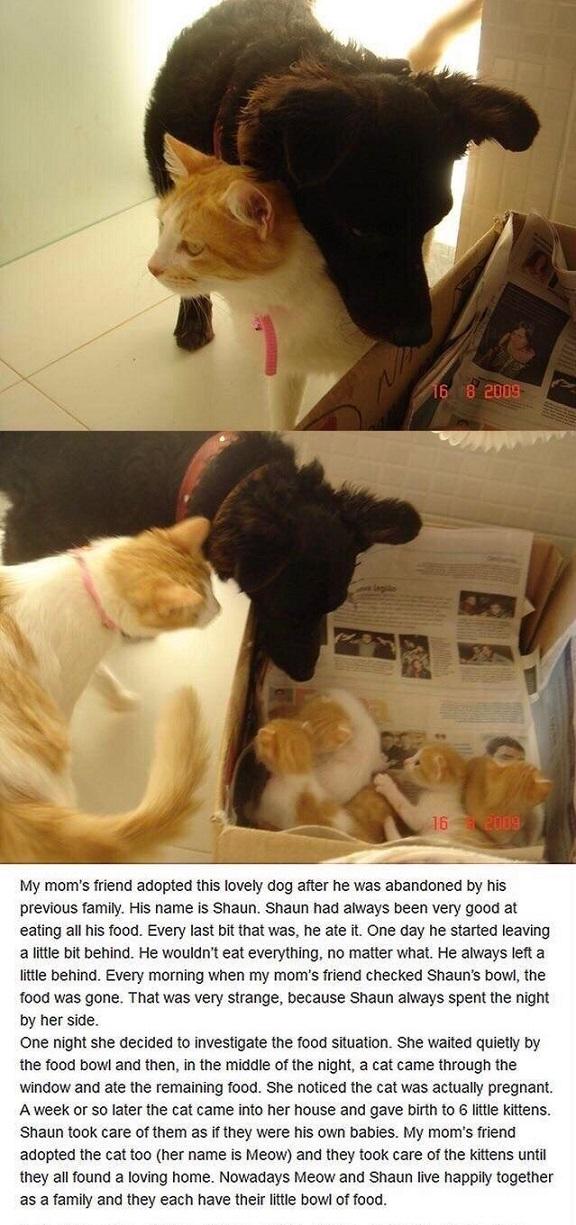 16 8 2009
16 2009
My mom's friend adopted this lovely dog after he was abandoned by his
previous family. His name is Shaun. Shaun had always been very good at
eating all his food. Every last bit that was, he ate it. One day he started leaving
a little bit behind. He wouldn't eat everything, no matter what. He always left a
little behind. Every morning when my mom's friend checked Shaun's bowl, the
food was gone. That was very strange, because Shaun always spent the night
by her side.
One night she decided to investigate the food situation. She waited quietly by
the food bowl and then, in the middle of the night, a cat came through the
window and ate the remaining food. She noticed the cat was actually pregnant.
A week or so later the cat came into her house and gave birth to 6 little kittens.
Shaun took care of them as if they were his own babies. My mom's friend
adopted the cat too (her name is Meow) and they took care of the kittens until
they all found a loving home. Nowadays Meow and Shaun live happily together
as a family and they each have their little bowl of food.